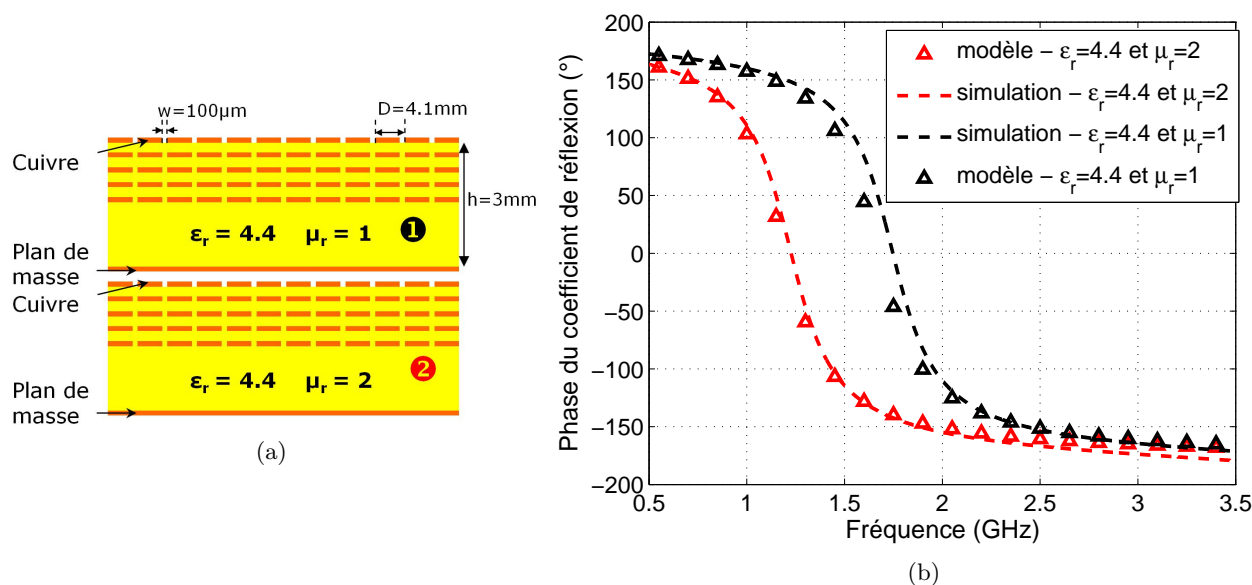 w=100µm
D=4.1mm
Cuivre
h=3mm
εr = 4.4 μr = 1
1
Plan de
masse
Cuivre
εr = 4.4 μr = 2
2
Plan de
masse
(a)
Phase du coefficient de réflexion (°)
200
150
100
50
0
−50
−100
−150
−200
0.5 1 1.5 2 2.5 3 3.5
Fréquence (GHz)
modèle − εr=4.4 et μr=2
simulation − εr=4.4 et μr=2
simulation − εr=4.4 et μr=1
modèle − εr=4.4 et μr=1
(b)